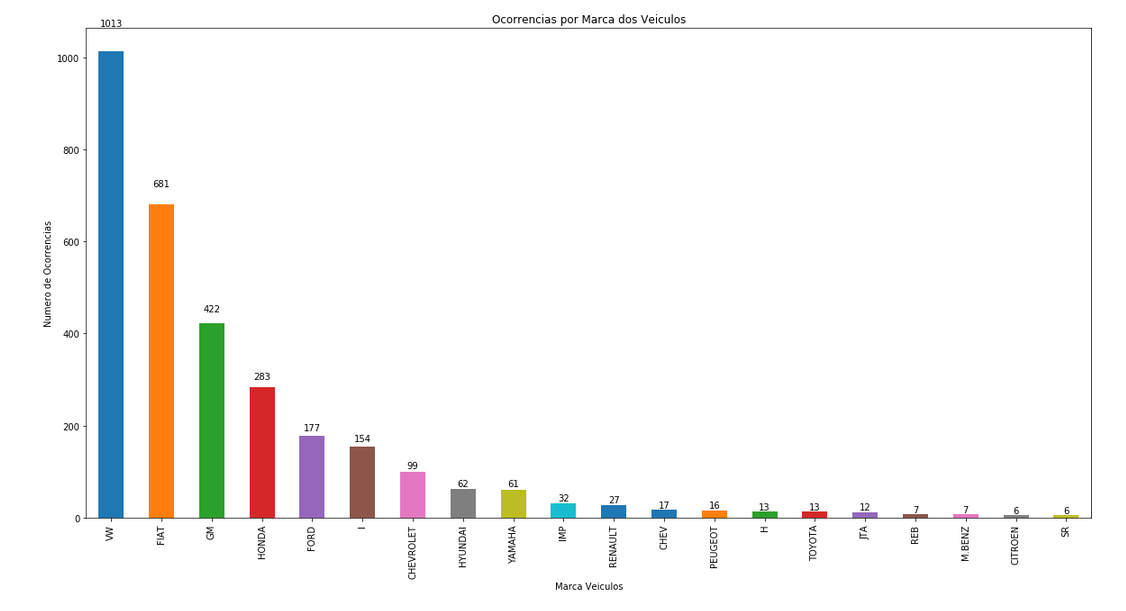 Ocorrencias por Marca dos Veiculos
1013
681
422
283
177
154
99
62
61
32
27
17
16
13
13
12
7
7
6
6
1000
800
600
400
200
0
Numero de Ocorrencias
VW
FIAT
GM
HONDA
FORD
I
CHEVROLET
HYUNDAI
YAMAHA
IMP
RENAULT
CHEV
PEUGEOT
H
TOYOTA
JTA
REB
M.BENZ
CITROEN
SR
Marca Veiculos